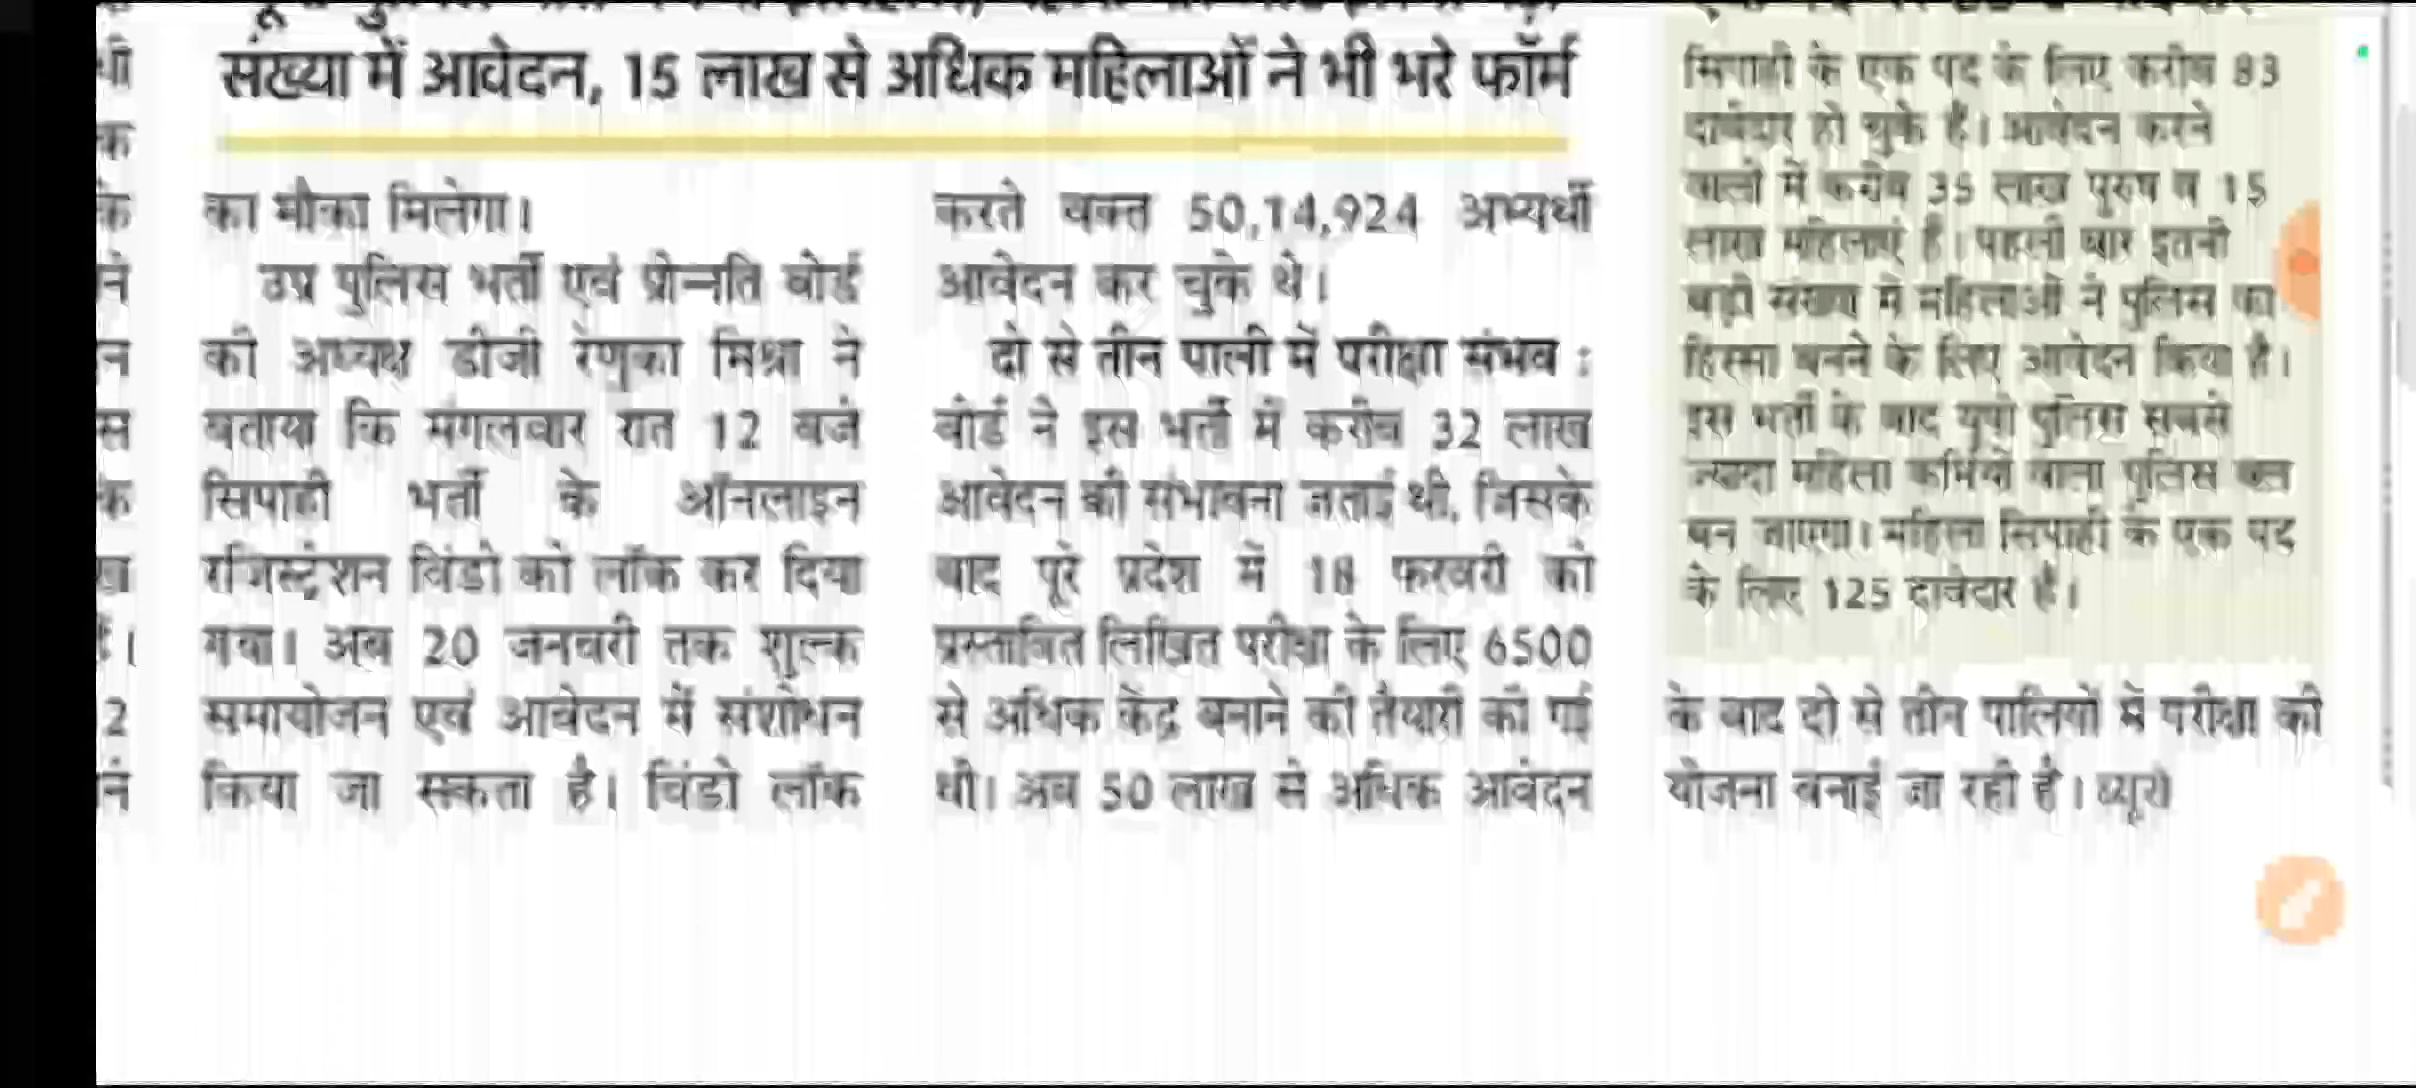 संख्या में आवेदन, 15 लाख से अधिक महिलाओं ने भी भरे फॉर्म
का मौका मिलेगा।
उप्र पुलिस भर्ती एवं प्रोन्नति बोर्ड
की अध्यक्ष डीजी रेणुका मिश्रा ने
बताया कि मंगलवार रात 12 बजे
सिपाही भर्ती के ऑनलाइन
रजिस्ट्रेशन विंडो को लॉक कर दिया
गया। अब 20 जनवरी तक शुल्क
समायोजन एवं आवेदन में संशोधन
किया जा सकता है। विंडो लॉक
करते वक्त 50,14,924 अभ्यर्थी
आवेदन कर चुके थे।
दो से तीन पाली में परीक्षा संभव :
बोर्ड ने इस भर्ती में करीब 32 लाख
आवेदन की संभावना जताई थी, जिसके
बाद पूरे प्रदेश में 18 फरवरी को
प्रस्तावित लिखित परीक्षा के लिए 6500
से अधिक केंद्र बनाने की तैयारी की गई
थी। अब 50 लाख से अधिक आवेदन
सिपाही के एक पद के लिए करीब 83
दावेदार हो चुके हैं। आवेदन करने
वालों में करीब 35 लाख पुरुष व 15
लाख महिलाएं हैं। पहली बार इतनी
बड़ी संख्या में महिलाओं ने पुलिस का
हिस्सा बनने के लिए आवेदन किया है।
इस भर्ती के बाद यूपी पुलिस सबसे
ज्यादा महिला कर्मियों वाला पुलिस बल
बन जाएगा। महिला सिपाही के एक पद
के लिए 125 दावेदार हैं।
के बाद दो से तीन पालियों में परीक्षा की
योजना बनाई जा रही है। ब्यूरो